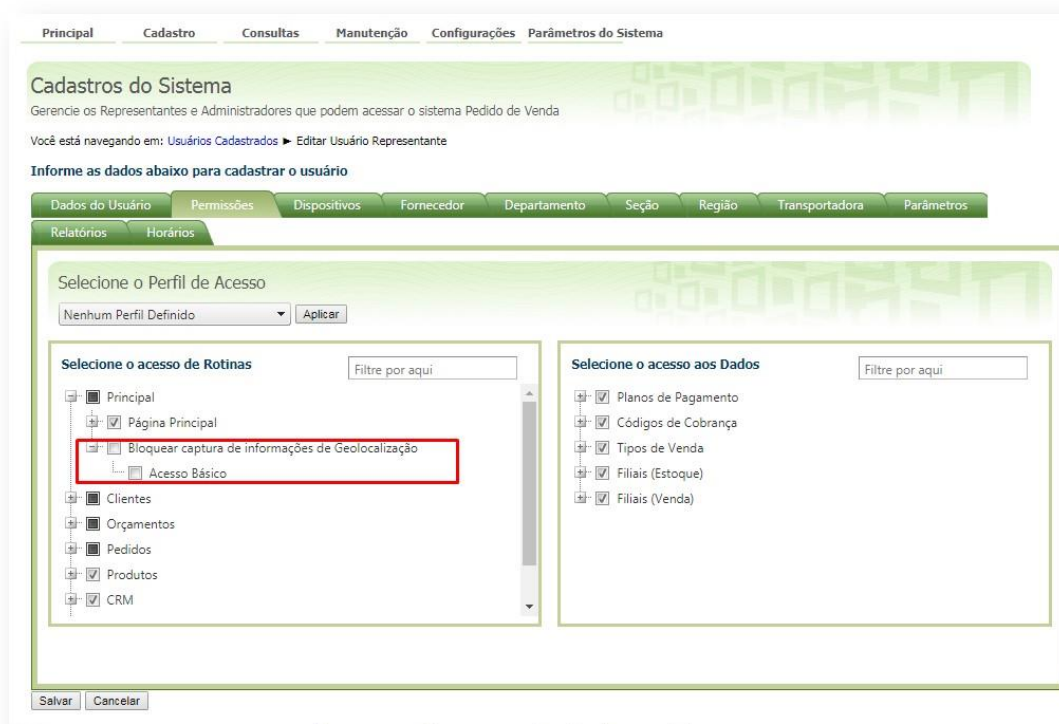 Principal Cadastro Consultas Manutenção Configurações Parâmetros do Sistema
Cadastros do Sistema
Gerencie os Representantes e Administradores que podem acessar o sistema Pedido de Venda
Você está navegando em: Usuários Cadastrados ► Editar Usuário Representante
Informe as dados abaixo para cadastrar o usuário
Dados do Usuário Permissões Dispositivos Fornecedor Departamento Seção Região Transportadora Parâmetros
Relatórios Horários
Selecione o Perfil de Acesso
Nenhum Perfil Definido Aplicar
Selecione o acesso de Rotinas Filtre por aqui
Principal
Página Principal
Bloquear captura de informações de Geolocalização
Acesso Básico
Clientes
Orçamentos
Pedidos
Produtos
CRM
Selecione o acesso aos Dados Filtre por aqui
Planos de Pagamento
Códigos de Cobrança
Tipos de Venda
Filiais (Estoque)
Filiais (Venda)
Salvar Cancelar